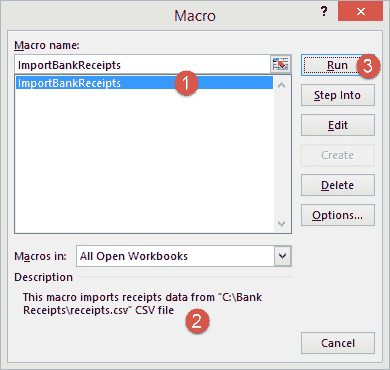 Macro
?
Macro name:
ImportBankReceipts
Run
3
ImportBankReceipts
1
Step Into
Edit
Create
Delete
Options...
Macros in:
All Open Workbooks
Description
This macro imports receipts data from "C:\Bank
Receipts\receipts.csv" CSV file
2
Cancel